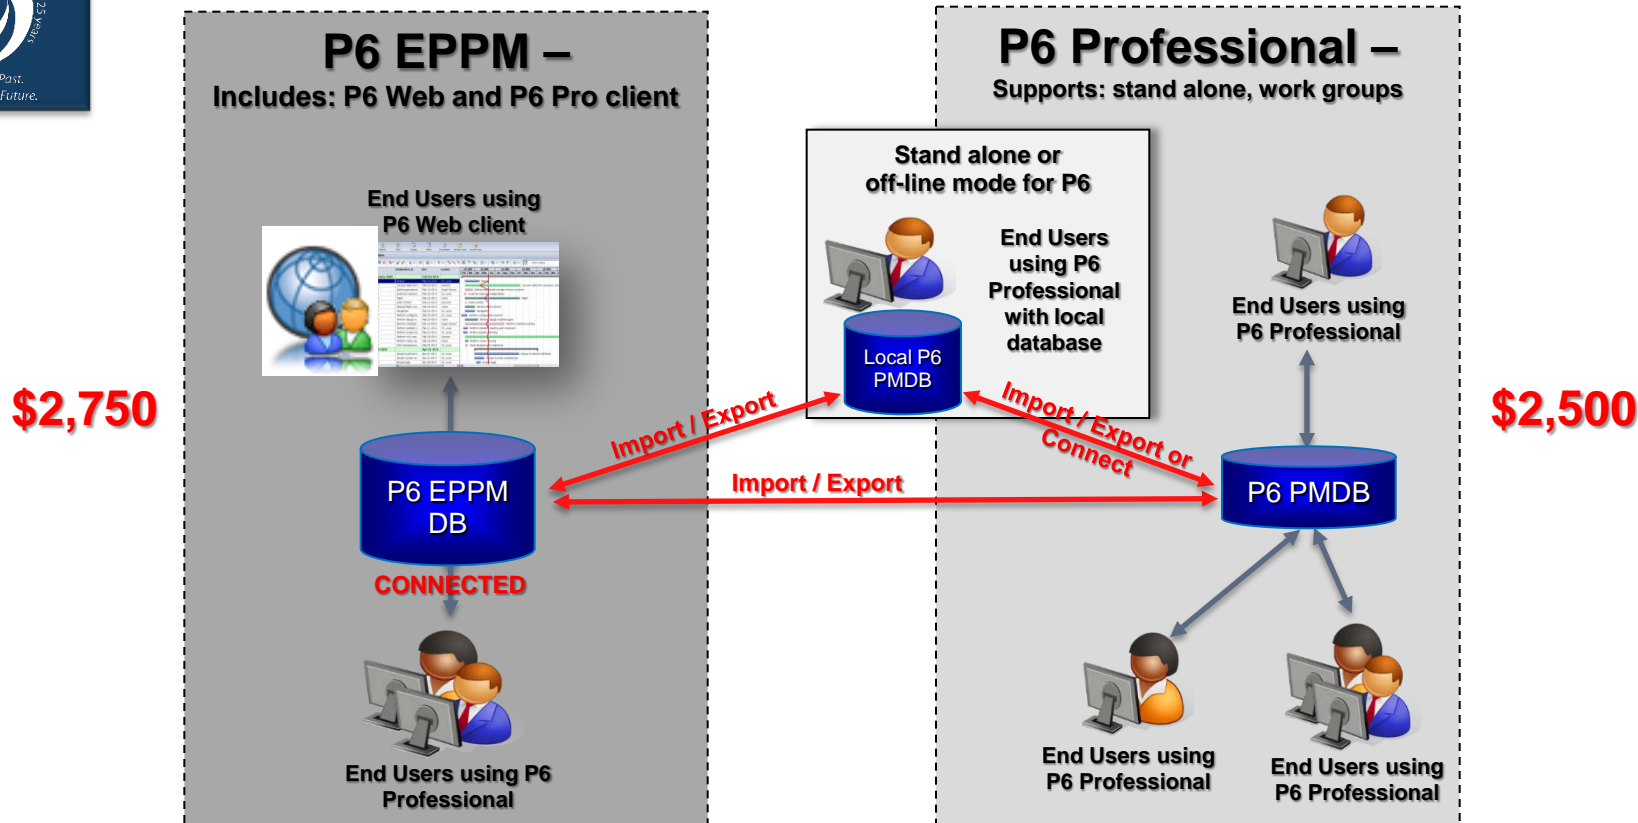 25 years
Past.
Future.
P6 EPPM –
Includes: P6 Web and P6 Pro client
End Users using
P6 Web client
$2,750
P6 EPPM
DB
CONNECTED
End Users using P6
Professional
Import / Export
Import / Export
Stand alone or
off-line mode for P6
End Users
using P6
Professional
with local
database
Local P6
PMDB
Import / Export or
Connect
P6 Professional –
Supports: stand alone, work groups
End Users using
P6 Professional
$2,500
P6 PMDB
End Users using
P6 Professional
End Users using
P6 Professional